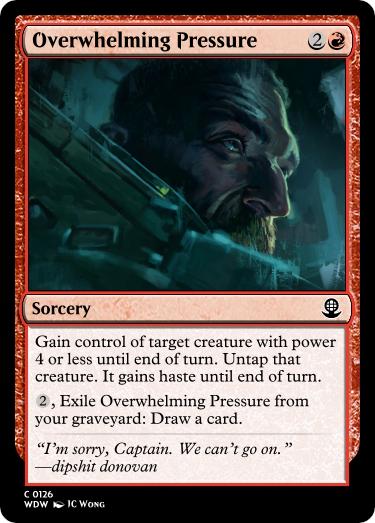 Overwhelming Pressure 2
Sorcery
Gain control of target creature with power
4 or less until end of turn. Untap that
creature. It gains haste until end of turn.
2, Exile Overwhelming Pressure from
your graveyard: Draw a card.
“I’m sorry, Captain. We can’t go on.”
—dipshit donovan
C 0126
WDW IC Wong